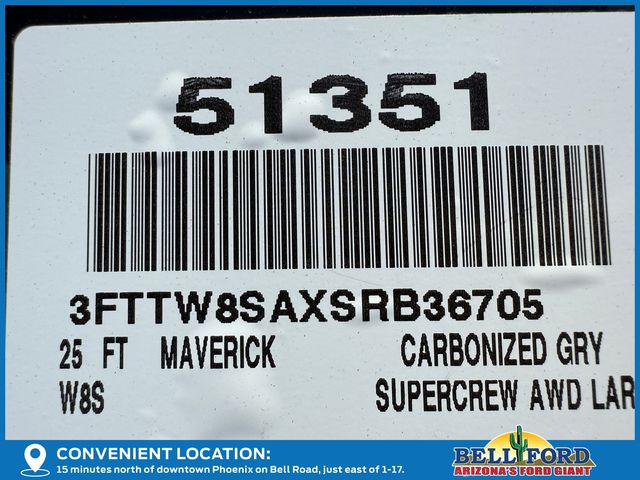 51351
3FTTW8SAXSRB36705
25 FT MAVERICK CARBONIZED GRY
W8S SUPERCREW AWD LAR
CONVENIENT LOCATION:
15 minutes north of downtown Phoenix on Bell Road, just east of 1-17.
BELL FORD
ARIZONA'S FORD GIANT